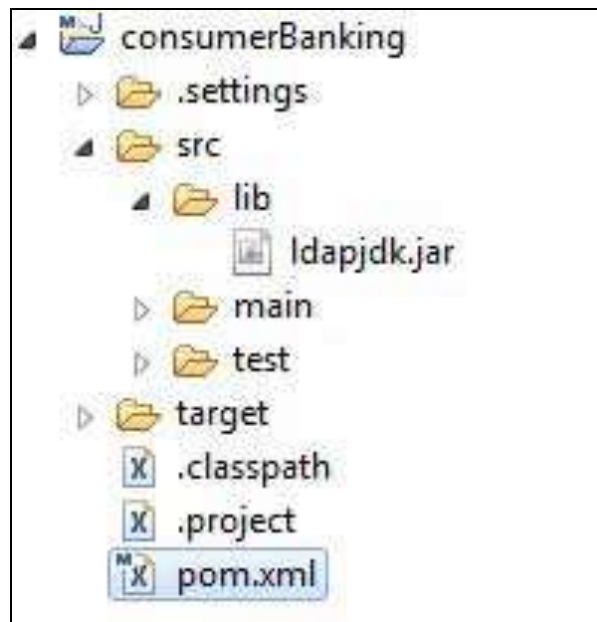 consumerBanking
.settings
src
lib
ldapjdk.jar
main
test
target
.classpath
.project
pom.xml